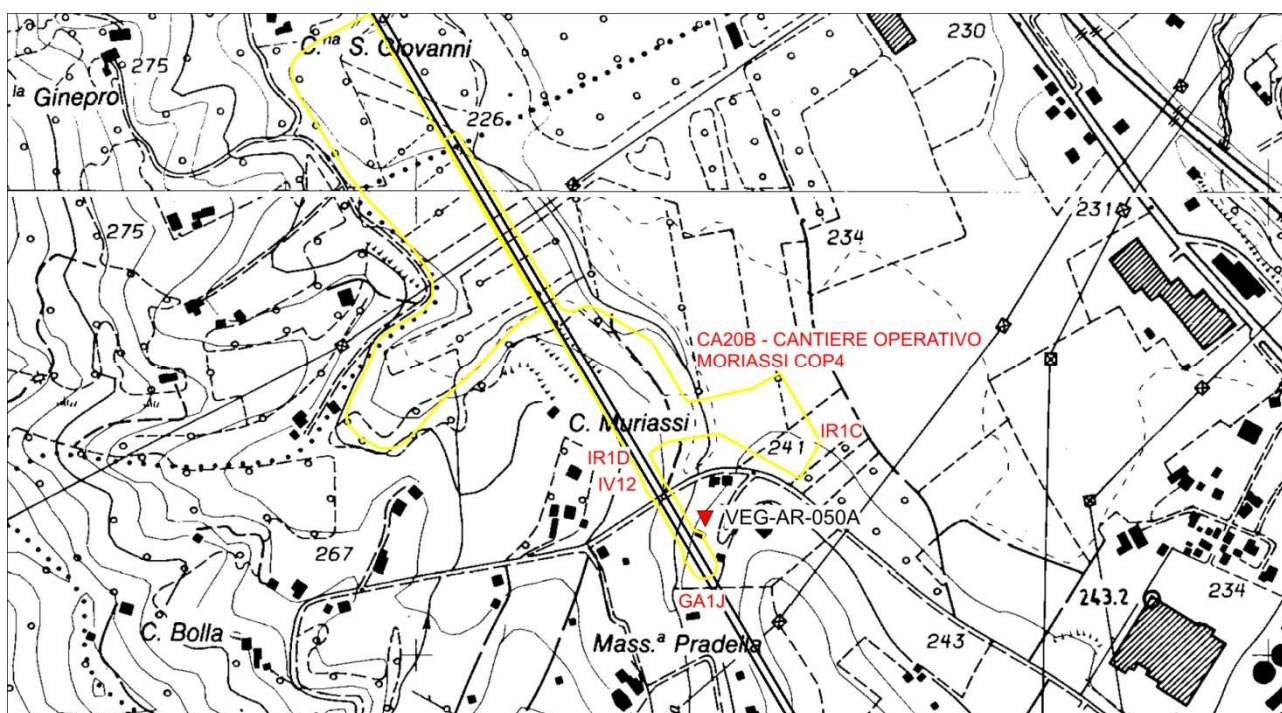 C.na S. Giovanni
230
275
la Ginepro
226
275
234
231
CA20B - CANTIERE OPERATIVO
MORIASSI COP4
C. Muriassi
241
IR1C
IR1D
IV12
VEG-AR-050A
267
GA1J
243.2
234
C. Bolla
Mass.a Pradella
243